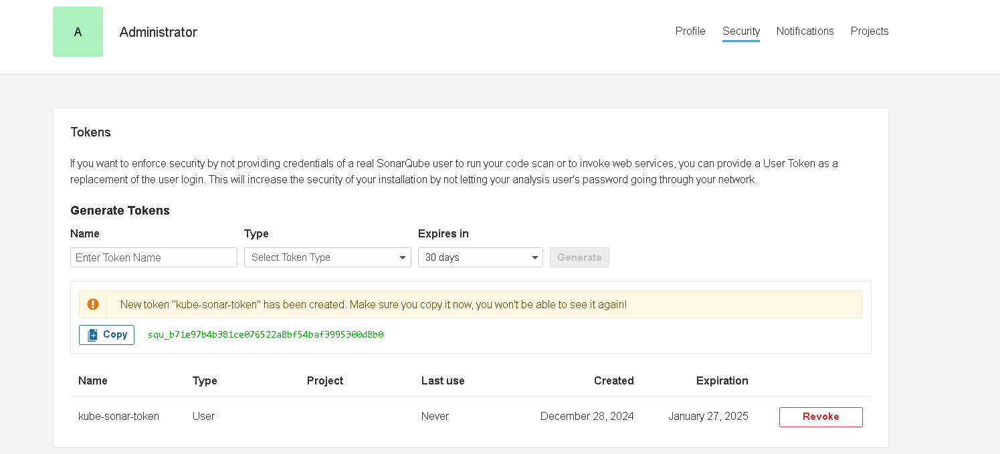 A
Administrator
Profile
Security
Notifications
Projects
Tokens
If you want to enforce security by not providing credentials of a real SonarQube user to run your code scan or to invoke web services, you can provide a User Token as a
replacement of the user login. This will increase the security of your installation by not letting your analysis user's password going through your network.
Generate Tokens
Name Type Expires in
Enter Token Name Select Token Type 30 days Generate
New token "kube-sonar-token" has been created. Make sure you copy it now, you won't be able to see it again!
Copy squ_b71e97b4b381ce076522a8bf54baf3995300d8b0
Name Type Project Last use Created Expiration
kube-sonar-token User Never December 28, 2024 January 27, 2025 Revoke